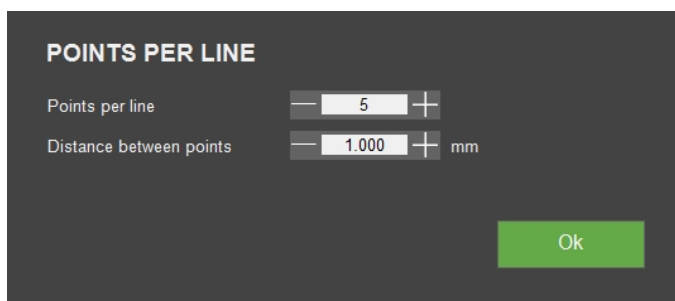 POINTS PER LINE
Points per line — 5 +
Distance between points — 1.000 + mm
Ok